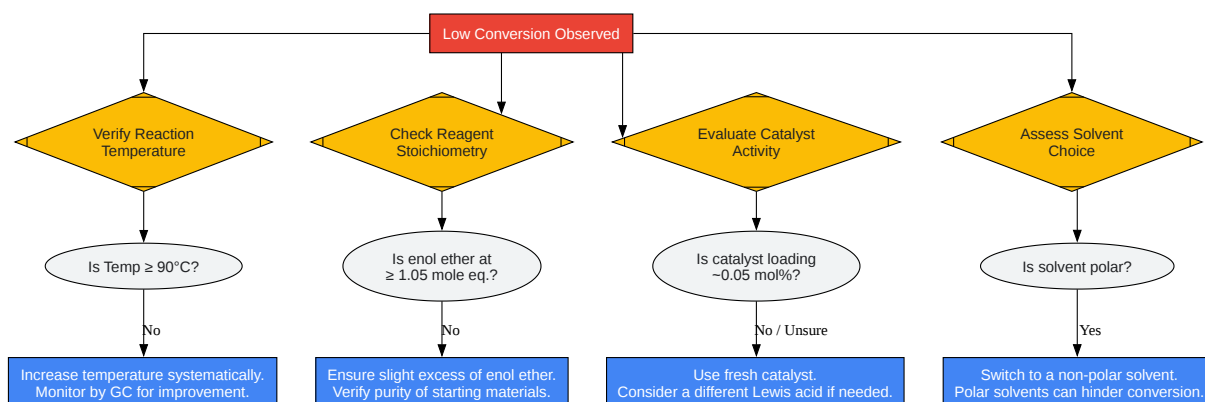 Low Conversion Observed
Verify Reaction
Temperature
Check Reagent
Stoichiometry
Evaluate Catalyst
Activity
Assess Solvent
Choice
Is Temp ≥ 90°C?
Is enol ether at
≥ 1.05 mole eq.?
Is catalyst loading
~0.05 mol%?
Is solvent polar?
No
No
No / Unsure
Yes
Increase temperature systematically.
Monitor by GC for improvement.
Ensure slight excess of enol ether.
Verify purity of starting materials.
Use fresh catalyst.
Consider a different Lewis acid if needed.
Switch to a non-polar solvent.
Polar solvents can hinder conversion.